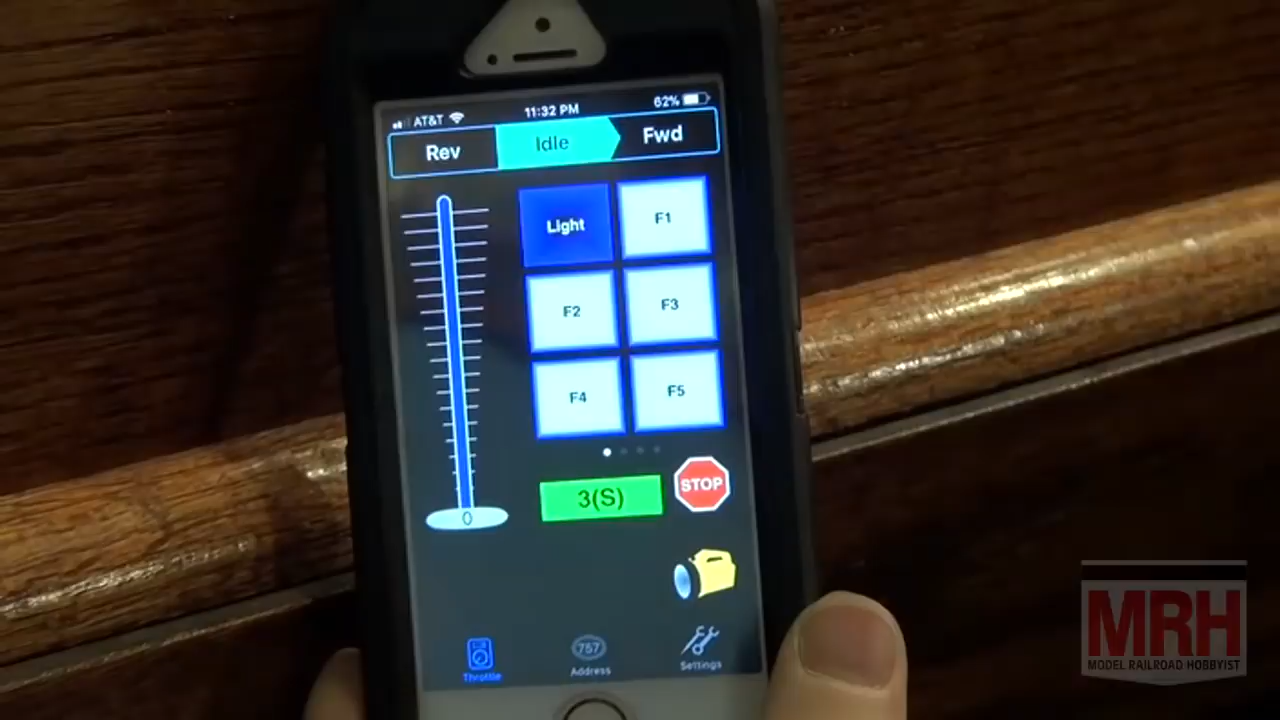 AT&T 11:32 PM 62%
Rev Idle Fwd
Light F1
F2 F3
F4 F5
3(S) STOP
0
757
Throttle Address Settings
MRH
MODEL RAILROAD HOBBYIST